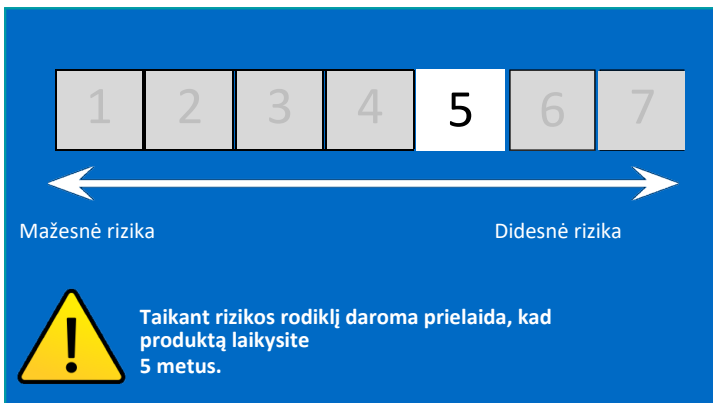 1 2 3 4 5 6 7
Mažesnė rizika Didesnė rizika
Taikant rizikos rodiklį daroma prielaida, kad
produktą laikysite
5 metus.